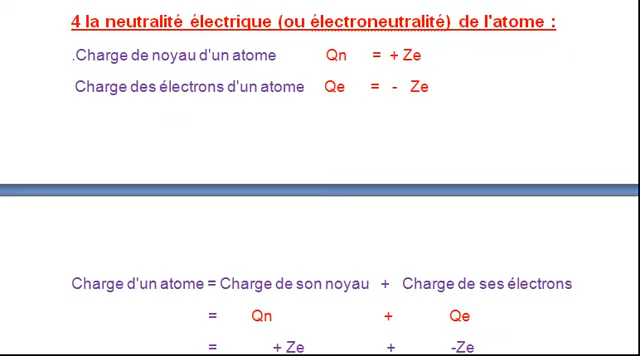 4 la neutralité électrique (ou électroneutralité) de l'atome :
.Charge de noyau d'un atome Qn = + Ze
Charge des électrons d'un atome Qe = - Ze
Charge d'un atome = Charge de son noyau + Charge de ses électrons
= Qn + Qe
= + Ze + -Ze